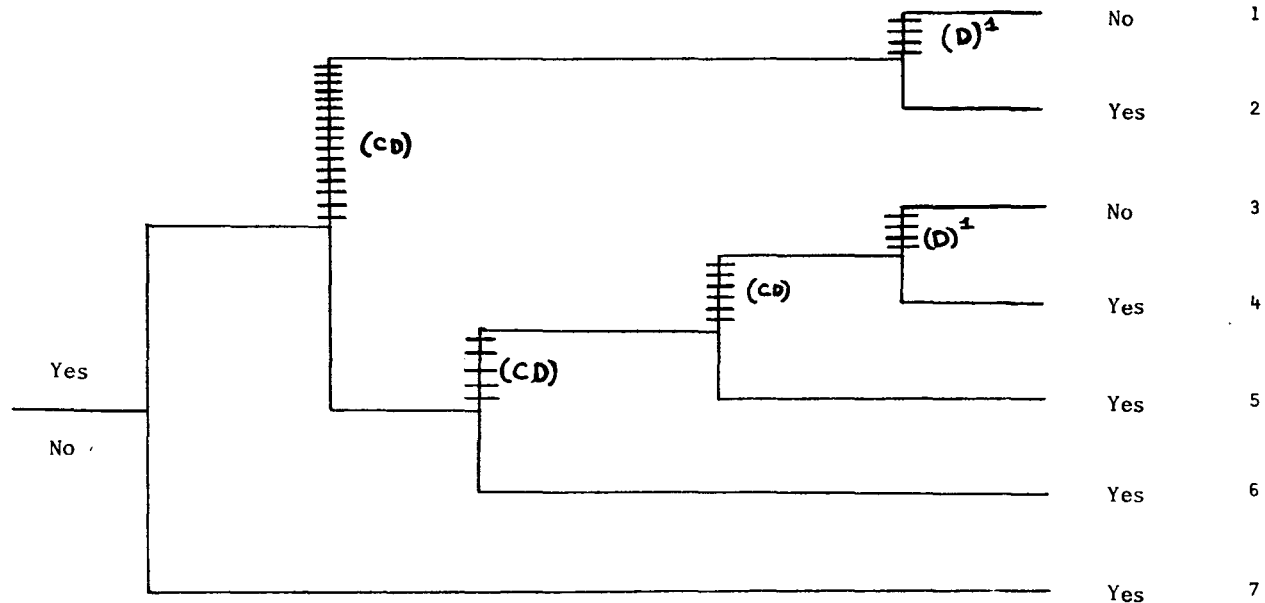 No 1
(D)¹
Yes 2
(CD)
No 3
(D)¹
Yes 4
(CD)
(CD)
Yes
Yes 5
No
Yes 6
Yes 7